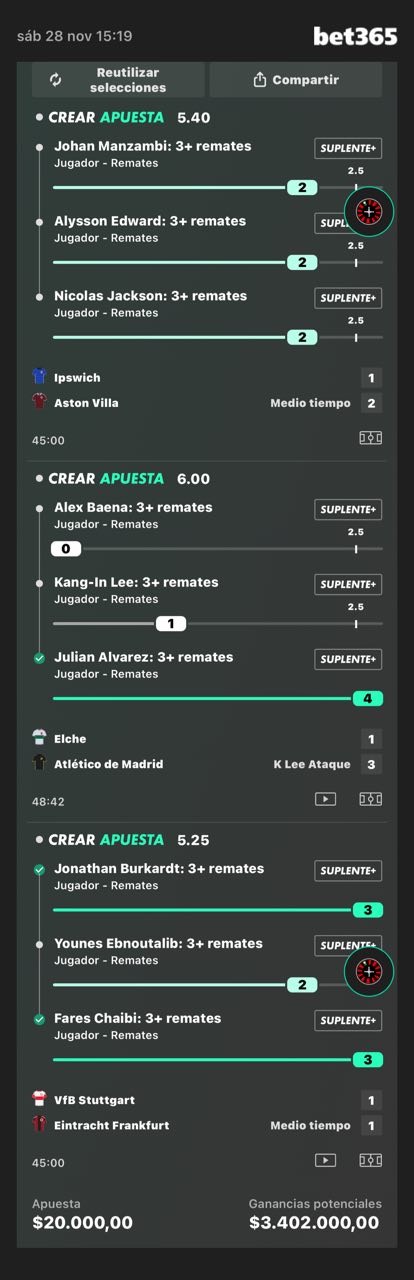 sáb 28 nov 15:19
bet365
Reutilizar
selecciones
Compartir
CREAR APUESTA 5.40
Johan Manzambi: 3+ remates
SUPLENTE+
Jugador - Remates
2.5
2
Alysson Edward: 3+ remates
Jugador - Remates
2.5
2
Nicolas Jackson: 3+ remates
SUPLENTE+
Jugador - Remates
2.5
2
Ipswich 1
Aston Villa Medio tiempo 2
45:00
CREAR APUESTA 6.00
Alex Baena: 3+ remates
SUPLENTE+
Jugador - Remates
2.5
0
Kang-In Lee: 3+ remates
SUPLENTE+
Jugador - Remates
2.5
1
Julian Alvarez: 3+ remates
SUPLENTE+
Jugador - Remates
4
Elche 1
Atlético de Madrid K Lee Ataque 3
48:42
CREAR APUESTA 5.25
Jonathan Burkardt: 3+ remates
SUPLENTE+
Jugador - Remates
3
Younes Ebnoutalib: 3+ remates
SUPLENTE+
Jugador - Remates
2
Fares Chaibi: 3+ remates
SUPLENTE+
Jugador - Remates
3
VfB Stuttgart 1
Eintracht Frankfurt Medio tiempo 1
45:00
Apuesta Ganancias potenciales
$20.000,00 $3.402.000,00